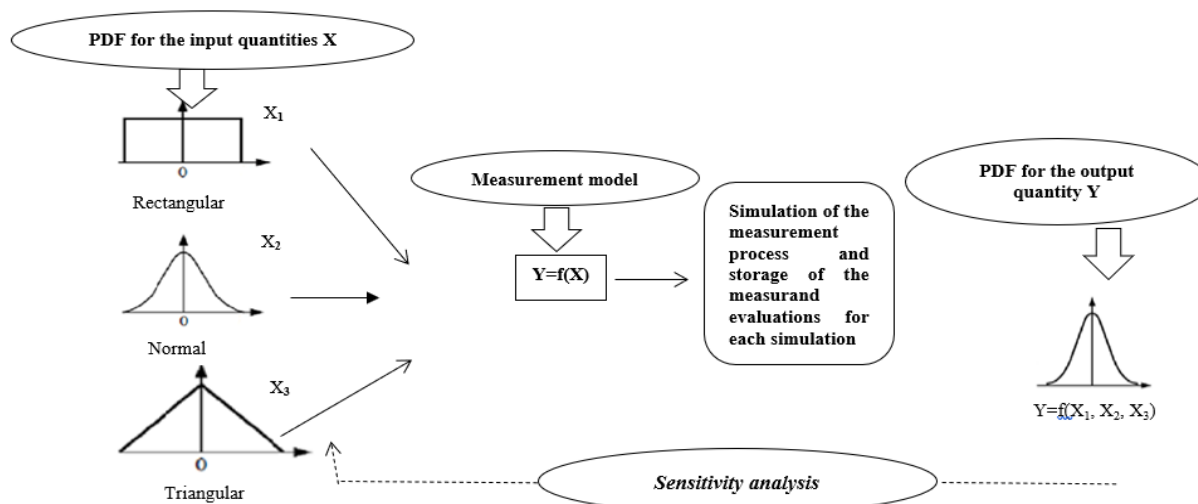 PDF for the input quantities X
X₁
0
Rectangular
X₂
0
Normal
X₃
0
Triangular
Measurement model
Y=f(X)
Simulation of the
measurement
process and
storage of the
measurand
evaluations for
each simulation
PDF for the output
quantity Y
Y=f(X₁, X₂, X₃)
Sensitivity analysis